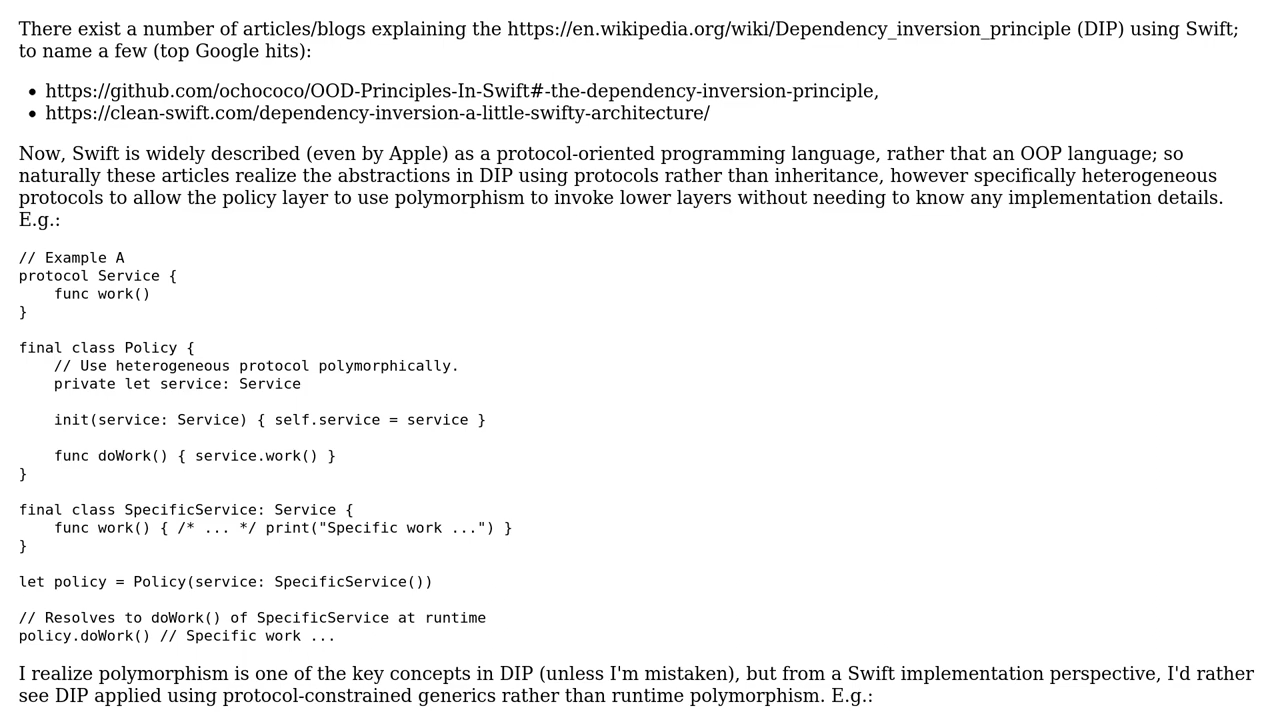 There exist a number of articles/blogs explaining the https://en.wikipedia.org/wiki/Dependency_inversion_principle (DIP) using Swift;
to name a few (top Google hits):
• https://github.com/ochococo/OOD-Principles-In-Swift#-the-dependency-inversion-principle,
• https://clean-swift.com/dependency-inversion-a-little-swifty-architecture/
Now, Swift is widely described (even by Apple) as a protocol-oriented programming language, rather that an OOP language; so
naturally these articles realize the abstractions in DIP using protocols rather than inheritance, however specifically heterogeneous
protocols to allow the policy layer to use polymorphism to invoke lower layers without needing to know any implementation details.
E.g.:
// Example A
protocol Service {
    func work()
}
final class Policy {
    // Use heterogeneous protocol polymorphically.
    private let service: Service
    init(service: Service) { self.service = service }
    func doWork() { service.work() }
}
final class SpecificService: Service {
    func work() { /* ... */ print("Specific work ...") }
}
let policy = Policy(service: SpecificService())
// Resolves to doWork() of SpecificService at runtime
policy.doWork() // Specific work ...
I realize polymorphism is one of the key concepts in DIP (unless I'm mistaken), but from a Swift implementation perspective, I'd rather
see DIP applied using protocol-constrained generics rather than runtime polymorphism. E.g.: